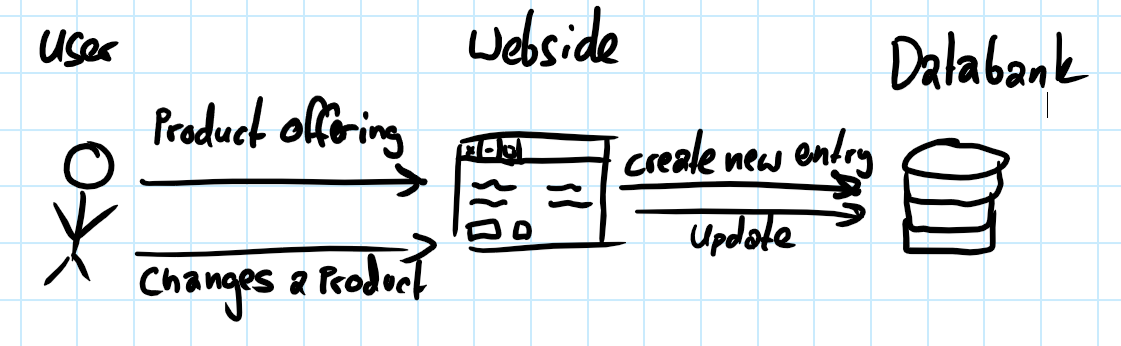 User
Webside
Databank
Product offering
create new entry
Update
Changes a Product